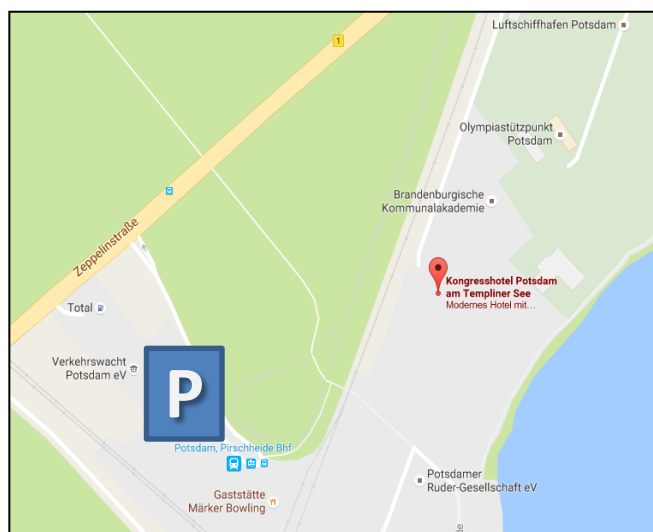 Luftschiffhafen Potsdam
1
Olympiastützpunkt
Potsdam
Brandenburgische
Kommunalakademie
Zeppelinstraße
Kongresshotel Potsdam
am Templiner See
Modernes Hotel mit...
Total
Verkehrswacht
Potsdam eV
P
Potsdam, Pirschheide Bhf
Potsdamer
Ruder-Gesellschaft eV
Gaststätte
Märker Bowling